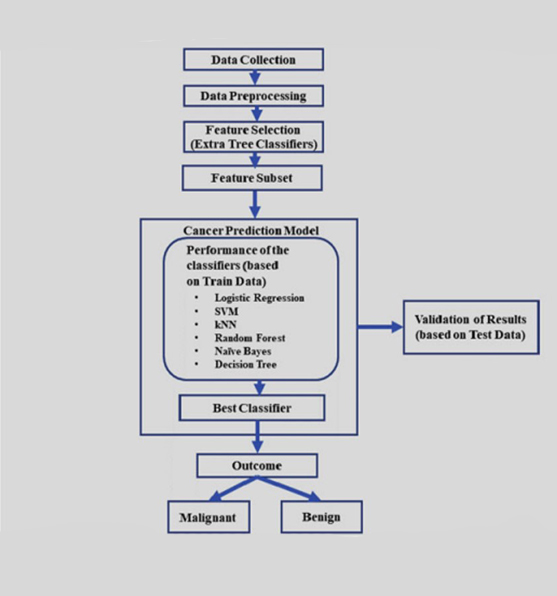 Data Collection
Data Preprocessing
Feature Selection
(Extra Tree Classifiers)
Feature Subset
Cancer Prediction Model
Performance of the
classifiers (based
on Train Data)
• Logistic Regression
• SVM
• kNN
• Random Forest
• Naïve Bayes
• Decision Tree
Best Classifier
Validation of Results
(based on Test Data)
Outcome
Malignant
Benign